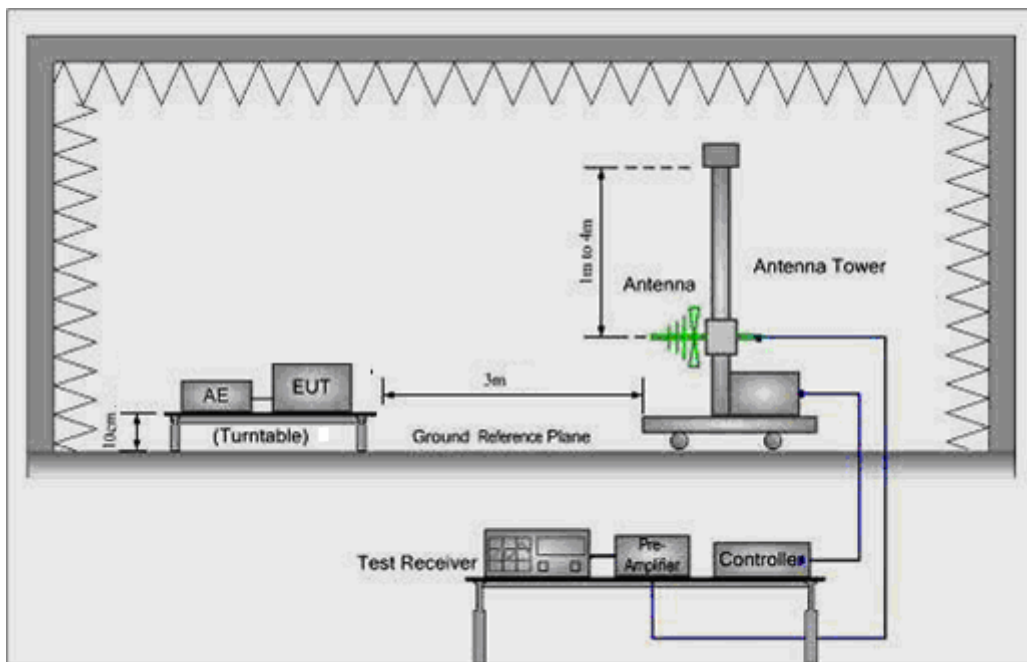 1m to 4m
Antenna
Antenna Tower
3m
AE
EUT
10cm
(Turntable)
Ground Reference Plane
Test Receiver
Pre-
Amplifier
Controller